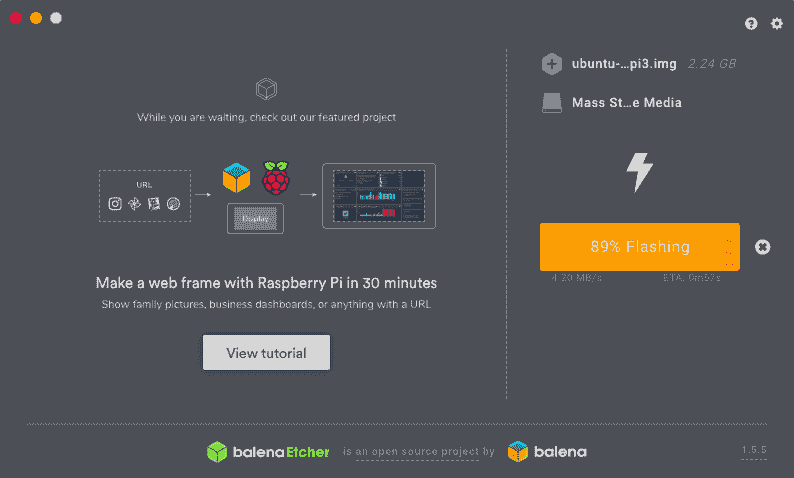 ubuntu-...pi3.img 2.24 GB
Mass St...e Media
While you are waiting, check out our featured project
URL
Display
89% Flashing
4.20 MB/s ETA: 0m57s
Make a web frame with Raspberry Pi in 30 minutes
Show family pictures, business dashboards, or anything with a URL
View tutorial
balenaEtcher is an open source project by balena
1.5.5